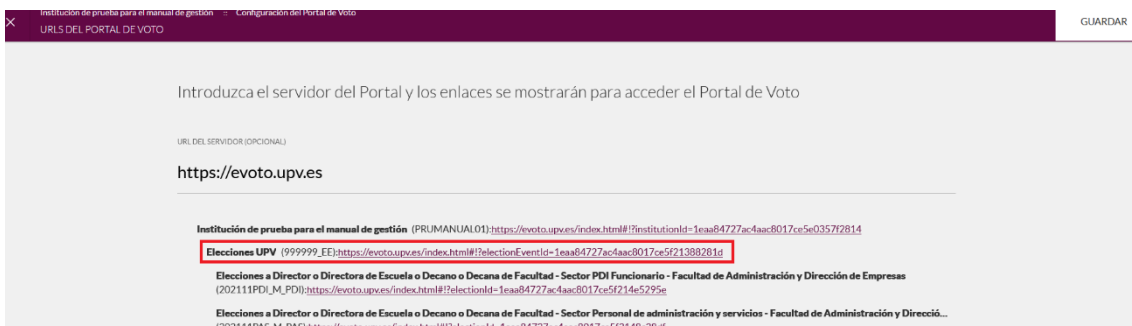 Institución de prueba para el manual de gestión :: Configuración del Portal de Voto
× URLS DEL PORTAL DE VOTO
GUARDAR
Introduzca el servidor del Portal y los enlaces se mostrarán para acceder el Portal de Voto
URL DEL SERVIDOR (OPCIONAL)
https://evoto.upv.es
Institución de prueba para el manual de gestión (PRUMANUAL01):https://evoto.upv.es/index.html#!?institutionId=1eaa84727ac4aac8017ce5e0357f2814
Elecciones UPV (999999_EE):https://evoto.upv.es/index.html#!?electionEventId=1eaa84727ac4aac8017ce5f21388281d
Elecciones a Director o Directora de Escuela o Decano o Decana de Facultad - Sector PDI Funcionario - Facultad de Administración y Dirección de Empresas
(202111PDI_M_PDI):https://evoto.upv.es/index.html#!?electionId=1eaa84727ac4aac8017ce5f214e5295e
Elecciones a Director o Directora de Escuela o Decano o Decana de Facultad - Sector Personal de administración y servicios - Facultad de Administración y Direcció...